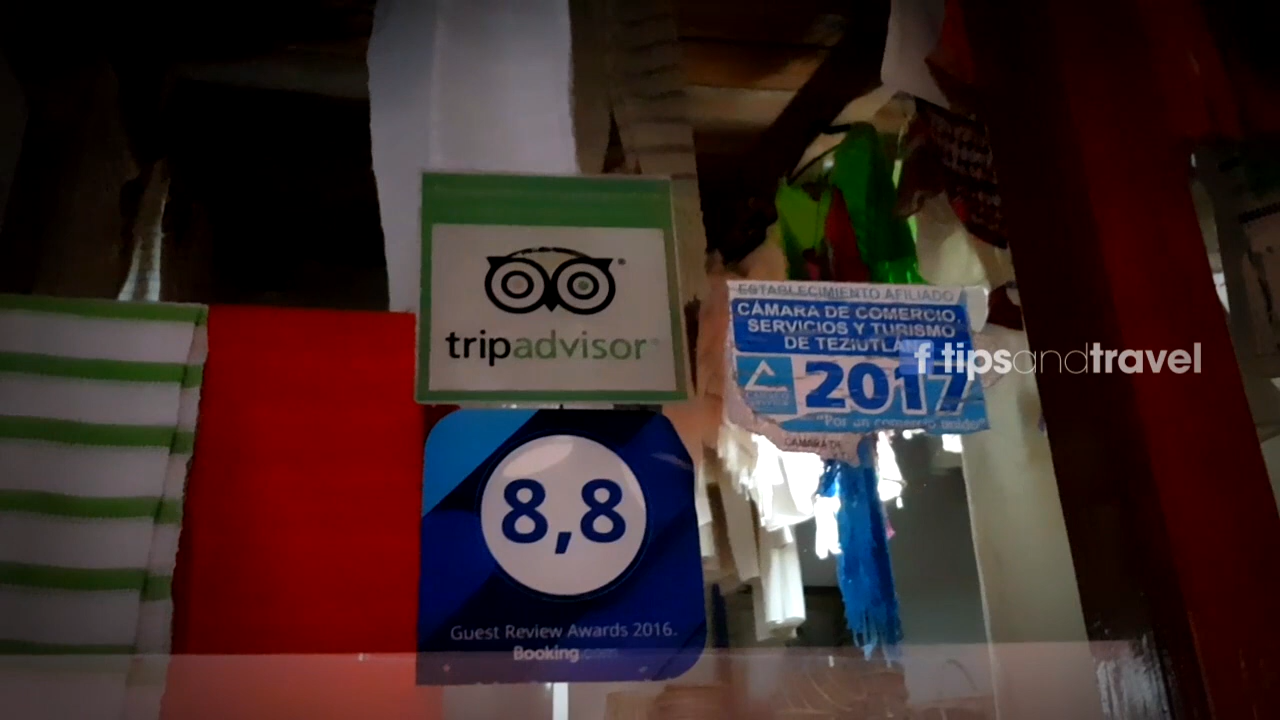 tripadvisor
8,8
Guest Review Awards 2016.
Booking.com
ESTABLECIMIENTO AFILIADO
CÁMARA DE COMERCIO,
SERVICIOS Y TURISMO
DE TEZIUTLÁN
2017
"Por un comercio unido"
CAMARA DE
f tipsandtravel